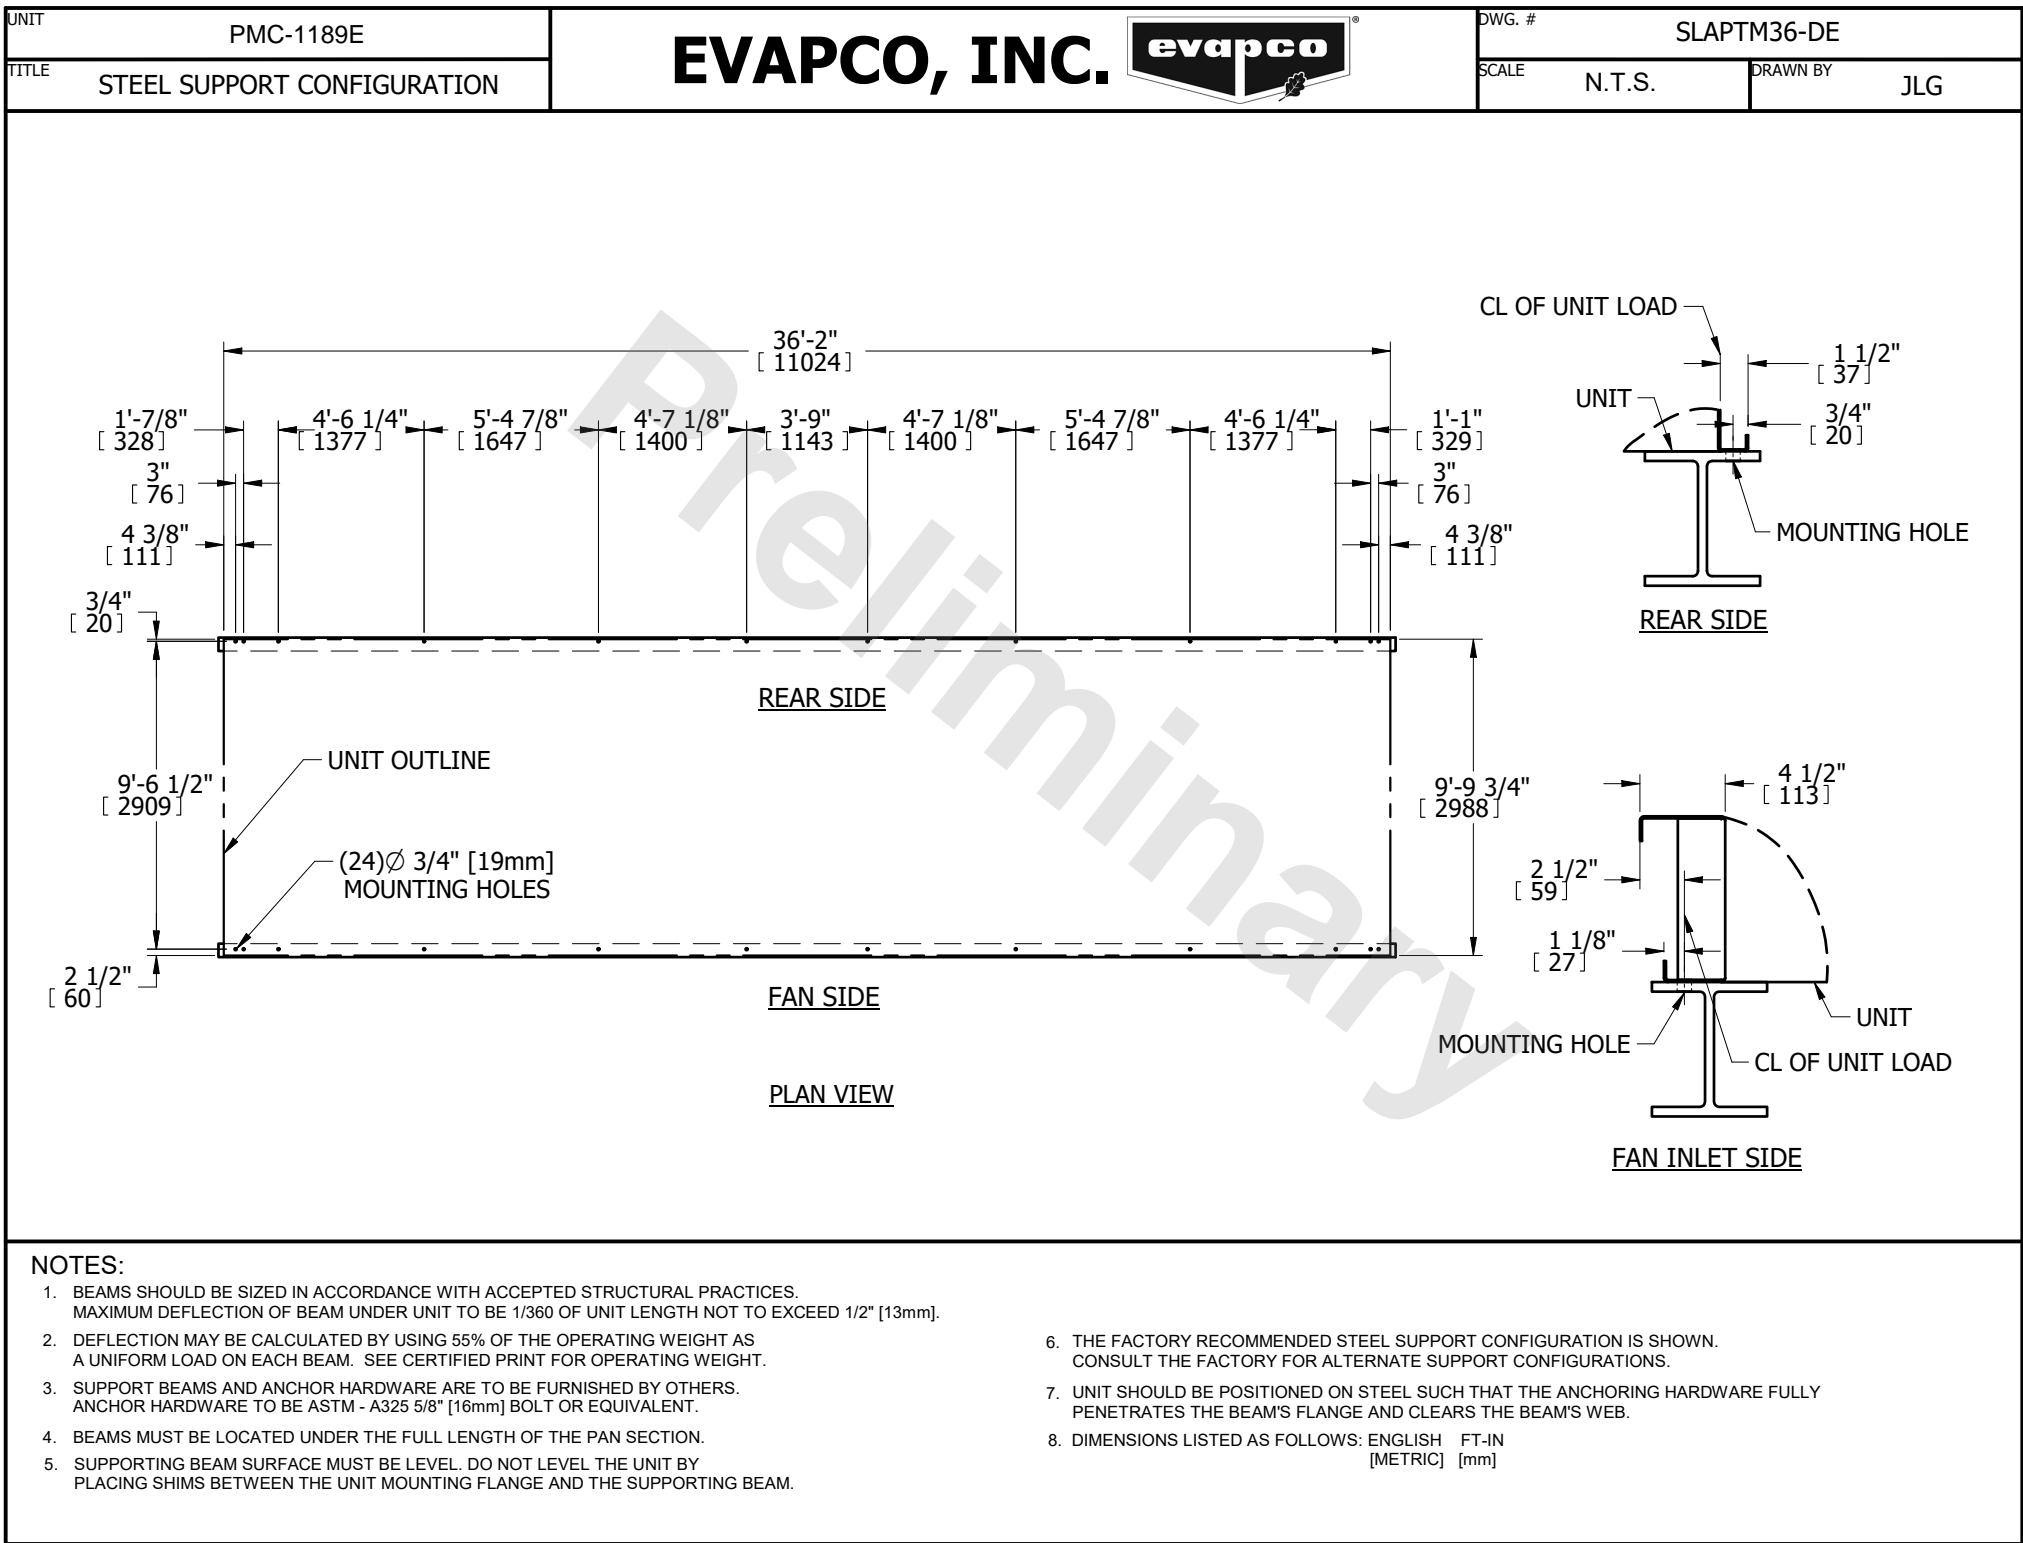 UNIT
PMC-1189E
TITLE
STEEL SUPPORT CONFIGURATION
EVAPCO, INC.
evapco
®
DWG. #
SLAPTM36-DE
SCALE
N.T.S.
DRAWN BY
JLG
36'-2"
[ 11024 ]
1'-7/8"
[ 328 ]
4'-6 1/4"
[ 1377 ]
5'-4 7/8"
[ 1647 ]
4'-7 1/8"
[ 1400 ]
3'-9"
[ 1143 ]
4'-7 1/8"
[ 1400 ]
5'-4 7/8"
[ 1647 ]
4'-6 1/4"
[ 1377 ]
1'-1"
[ 329 ]
3"
[ 76 ]
3"
[ 76 ]
4 3/8"
[ 111 ]
4 3/8"
[ 111 ]
3/4"
[ 20 ]
REAR SIDE
UNIT OUTLINE
9'-6 1/2"
[ 2909 ]
9'-9 3/4"
[ 2988 ]
(24)Ø 3/4" [19mm]
MOUNTING HOLES
2 1/2"
[ 60 ]
FAN SIDE
PLAN VIEW
Preliminary
CL OF UNIT LOAD
1 1/2"
[ 37 ]
UNIT
3/4"
[ 20 ]
MOUNTING HOLE
REAR SIDE
4 1/2"
[ 113 ]
2 1/2"
[ 59 ]
1 1/8"
[ 27 ]
UNIT
MOUNTING HOLE
CL OF UNIT LOAD
FAN INLET SIDE
NOTES:
1. BEAMS SHOULD BE SIZED IN ACCORDANCE WITH ACCEPTED STRUCTURAL PRACTICES.
MAXIMUM DEFLECTION OF BEAM UNDER UNIT TO BE 1/360 OF UNIT LENGTH NOT TO EXCEED 1/2" [13mm].
2. DEFLECTION MAY BE CALCULATED BY USING 55% OF THE OPERATING WEIGHT AS
A UNIFORM LOAD ON EACH BEAM. SEE CERTIFIED PRINT FOR OPERATING WEIGHT.
3. SUPPORT BEAMS AND ANCHOR HARDWARE ARE TO BE FURNISHED BY OTHERS.
ANCHOR HARDWARE TO BE ASTM - A325 5/8" [16mm] BOLT OR EQUIVALENT.
4. BEAMS MUST BE LOCATED UNDER THE FULL LENGTH OF THE PAN SECTION.
5. SUPPORTING BEAM SURFACE MUST BE LEVEL. DO NOT LEVEL THE UNIT BY
PLACING SHIMS BETWEEN THE UNIT MOUNTING FLANGE AND THE SUPPORTING BEAM.
6. THE FACTORY RECOMMENDED STEEL SUPPORT CONFIGURATION IS SHOWN.
CONSULT THE FACTORY FOR ALTERNATE SUPPORT CONFIGURATIONS.
7. UNIT SHOULD BE POSITIONED ON STEEL SUCH THAT THE ANCHORING HARDWARE FULLY
PENETRATES THE BEAM'S FLANGE AND CLEARS THE BEAM'S WEB.
8. DIMENSIONS LISTED AS FOLLOWS: ENGLISH FT-IN
[METRIC] [mm]